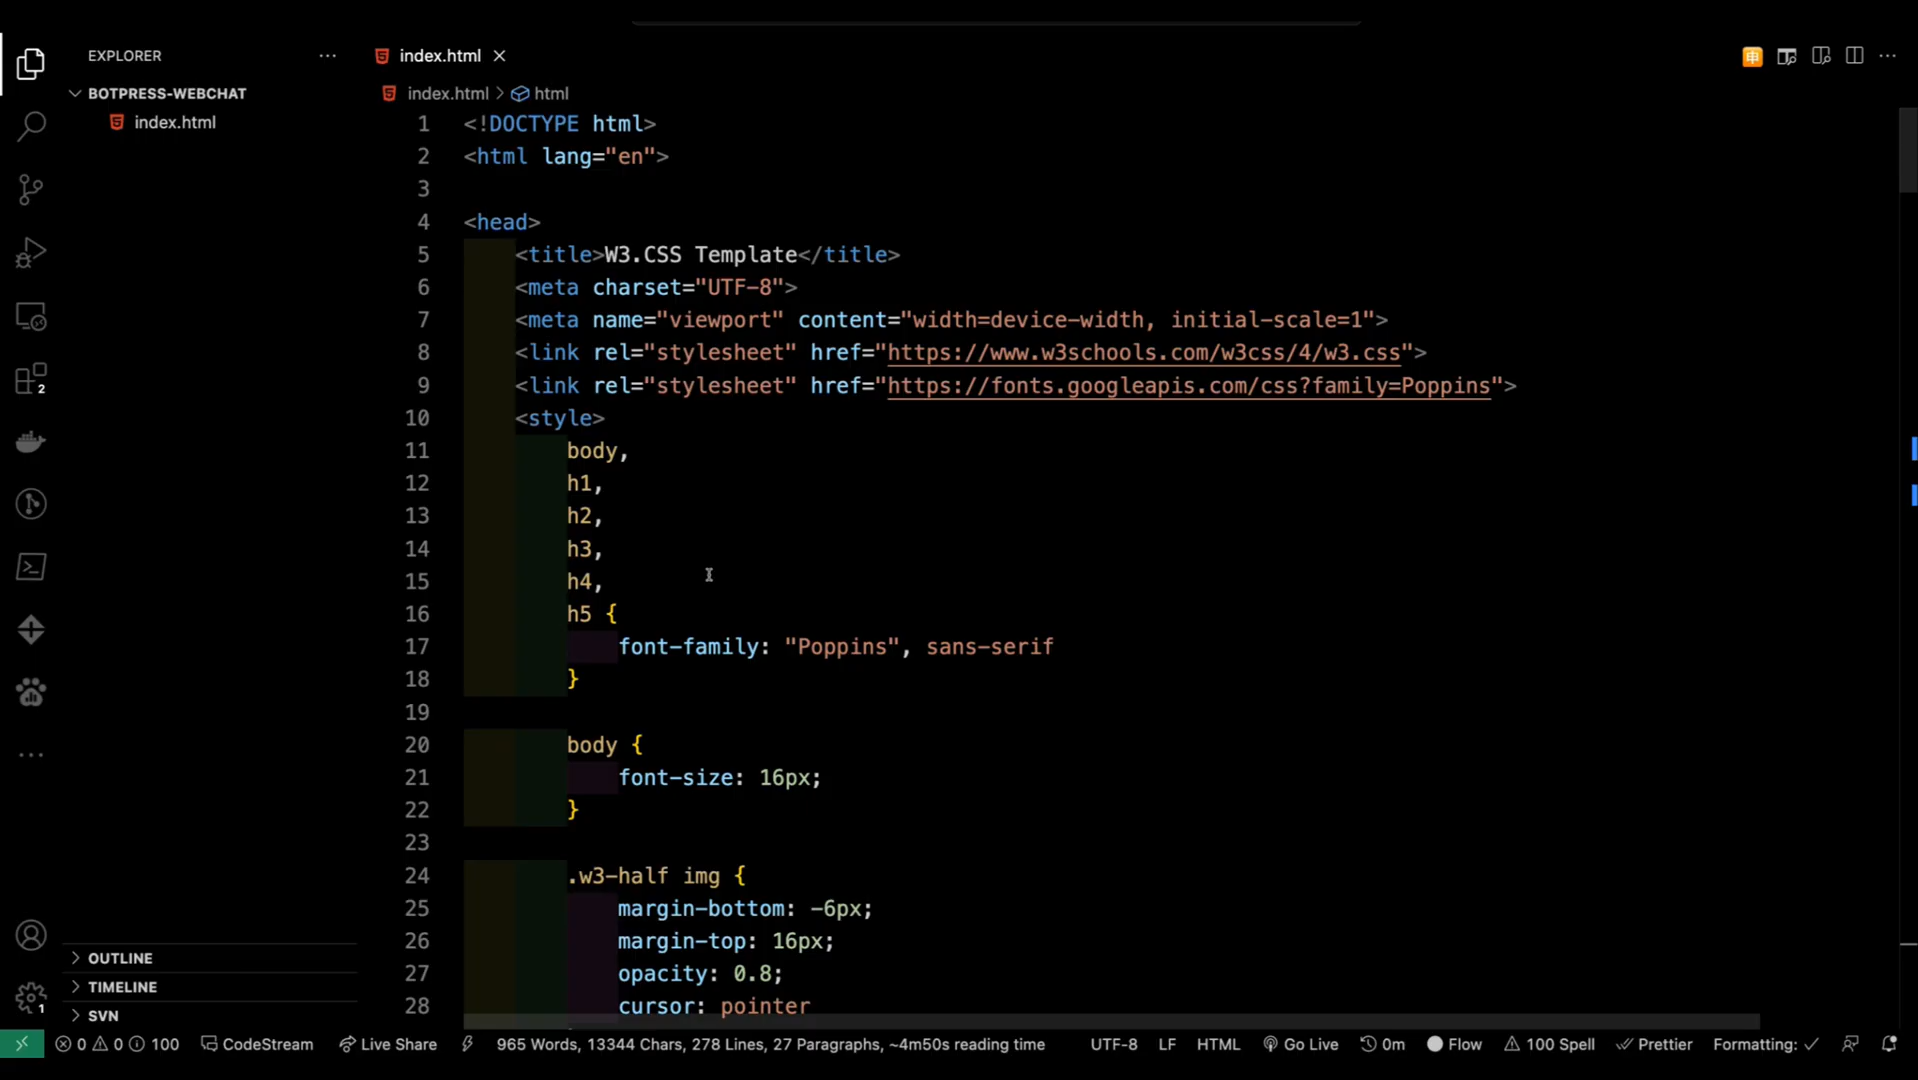 EXPLORER
index.html
BOTPRESS-WEBCHAT
index.html > html
index.html
1 <!DOCTYPE html>
2 <html lang="en">
3
4 <head>
5 <title>W3.CSS Template</title>
6 <meta charset="UTF-8">
7 <meta name="viewport" content="width=device-width, initial-scale=1">
8 <link rel="stylesheet" href="https://www.w3schools.com/w3css/4/w3.css">
9 <link rel="stylesheet" href="https://fonts.googleapis.com/css?family=Poppins">
10 <style>
11 body,
12 h1,
13 h2,
14 h3,
15 h4,
16 h5 {
17 font-family: "Poppins", sans-serif
18 }
19
20 body {
21 font-size: 16px;
22 }
23
24 .w3-half img {
25 margin-bottom: -6px;
26 margin-top: 16px;
27 opacity: 0.8;
28 cursor: pointer
2
OUTLINE
TIMELINE
SVN
1
0 0 100 CodeStream Live Share 965 Words, 13344 Chars, 278 Lines, 27 Paragraphs, ~4m50s reading time UTF-8 LF HTML Go Live 0m Flow 100 Spell Prettier Formatting: ✓